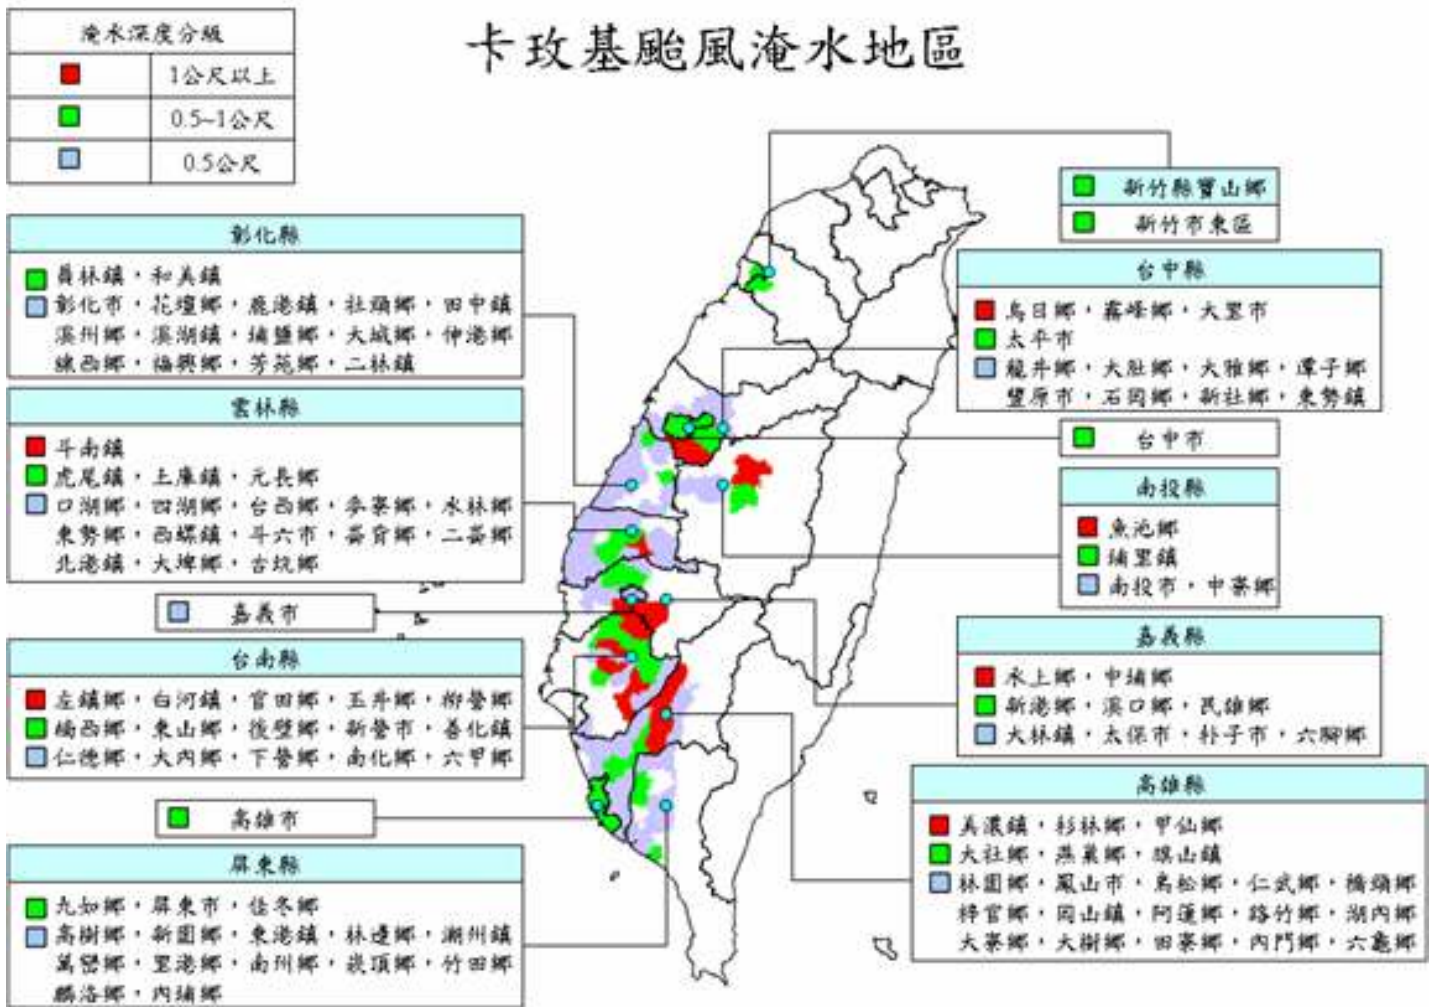 卡玫基颱風淹水地區
淹水深度分級
1公尺以上
0.5~1公尺
0.5公尺
彰化縣
員林鎮，和美鎮
彰化市，花壇鄉，鹿港鎮，社頭鄉，田中鎮
溪州鄉，溪湖鎮，埔鹽鄉，大城鄉，伸港鄉
線西鄉，福興鄉，芳苑鄉，二林鎮
雲林縣
斗南鎮
虎尾鎮，土庫鎮，元長鄉
口湖鄉，四湖鄉，台西鄉，麥寮鄉，水林鄉
東勢鄉，西螺鎮，斗六市，崙背鄉，二崙鄉
北港鎮，大埤鄉，古坑鄉
嘉義市
台南縣
左鎮鄉，白河鎮，官田鄉，玉井鄉，柳營鄉
楠西鄉，東山鄉，後壁鄉，新營市，善化鎮
仁德鄉，大內鄉，下營鄉，南化鄉，六甲鄉
高雄市
屏東縣
九如鄉，屏東市，佳冬鄉
高樹鄉，新園鄉，東港鎮，林邊鄉，潮州鎮
萬巒鄉，里港鄉，南州鄉，崁頂鄉，竹田鄉
麟洛鄉，內埔鄉
新竹縣寶山鄉
新竹市東區
台中縣
烏日鄉，霧峰鄉，大里市
太平市
龍井鄉，大肚鄉，大雅鄉，潭子鄉
豐原市，石岡鄉，新社鄉，東勢鎮
台中市
南投縣
魚池鄉
埔里鎮
南投市，中寮鄉
嘉義縣
水上鄉，中埔鄉
新港鄉，溪口鄉，民雄鄉
大林鎮，太保市，朴子市，六腳鄉
高雄縣
美濃鎮，杉林鄉，甲仙鄉
大社鄉，燕巢鄉，旗山鎮
林園鄉，鳳山市，鳥松鄉，仁武鄉，橋頭鄉
梓官鄉，岡山鎮，阿蓮鄉，路竹鄉，湖內鄉
大寮鄉，大樹鄉，田寮鄉，內門鄉，六龜鄉